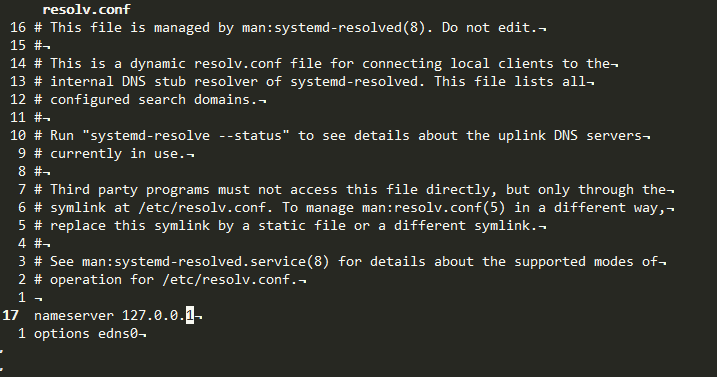 resolv.conf
16 # This file is managed by man:systemd-resolved(8). Do not edit.¬
15 #¬
14 # This is a dynamic resolv.conf file for connecting local clients to the¬
13 # internal DNS stub resolver of systemd-resolved. This file lists all¬
12 # configured search domains.¬
11 #¬
10 # Run "systemd-resolve --status" to see details about the uplink DNS servers¬
9 # currently in use.¬
8 #¬
7 # Third party programs must not access this file directly, but only through the¬
6 # symlink at /etc/resolv.conf. To manage man:resolv.conf(5) in a different way,¬
5 # replace this symlink by a static file or a different symlink.¬
4 #¬
3 # See man:systemd-resolved.service(8) for details about the supported modes of¬
2 # operation for /etc/resolv.conf.¬
1 ¬
17 nameserver 127.0.0.1¬
1 options edns0¬